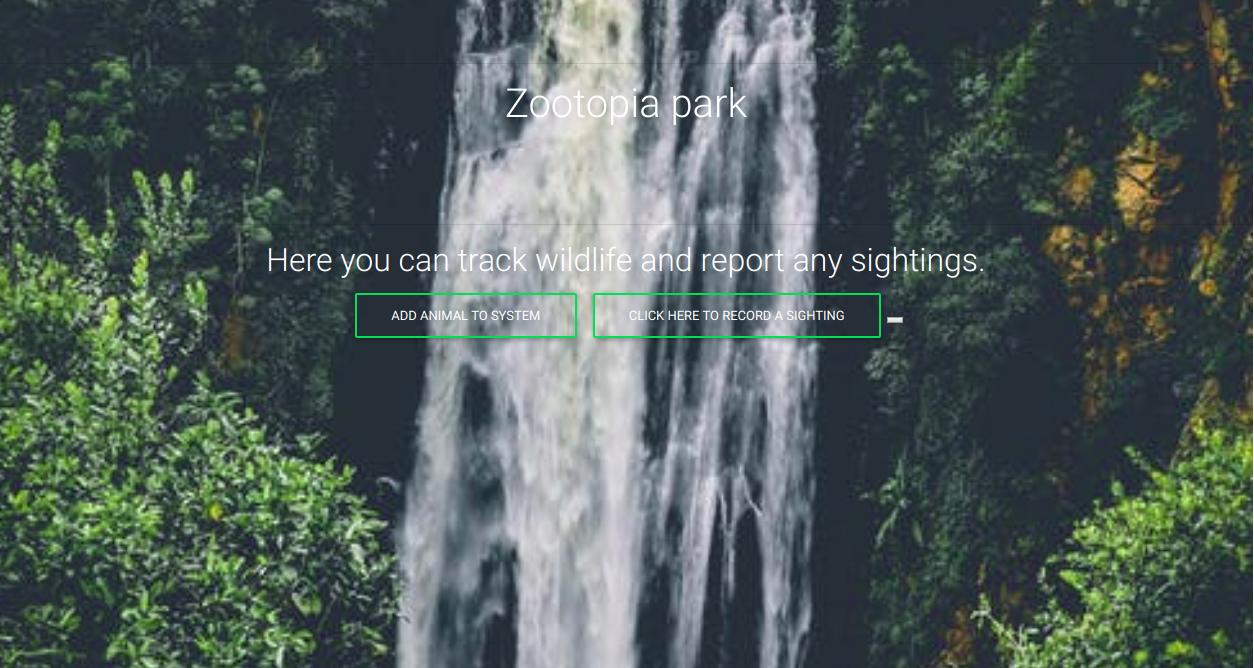 Zootopia park
Here you can track wildlife and report any sightings.
ADD ANIMAL TO SYSTEM
CLICK HERE TO RECORD A SIGHTING